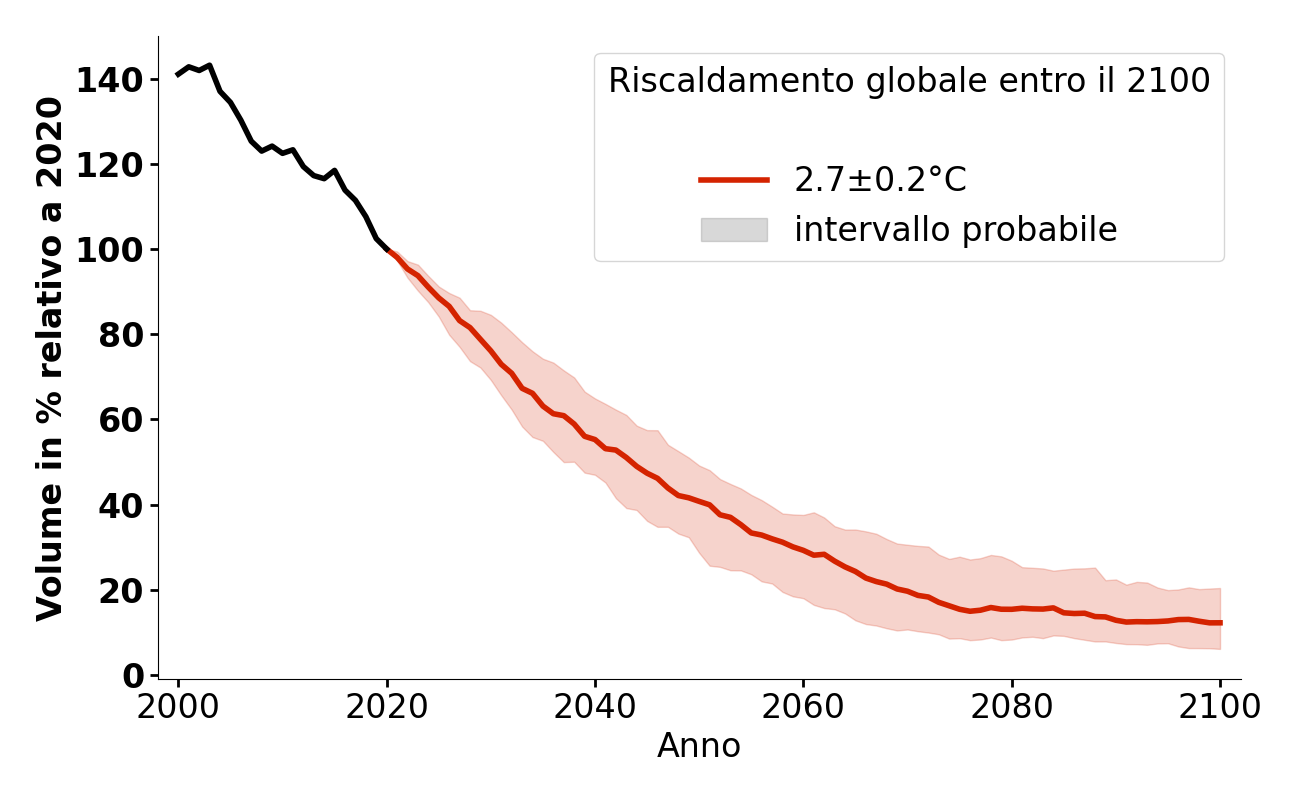 Volume in % relativo a 2020
140
120
100
80
60
40
20
0
Riscaldamento globale entro il 2100
2.7±0.2°C
intervallo probabile
2000 2020 2040 2060 2080 2100
Anno